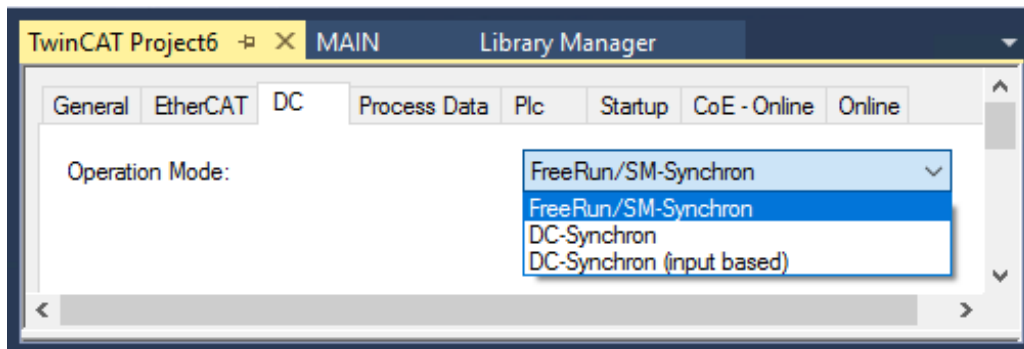 TwinCAT Project6 MAIN Library Manager
General EtherCAT DC Process Data Plc Startup CoE - Online Online
Operation Mode: FreeRun/SM-Synchron
FreeRun/SM-Synchron
DC-Synchron
DC-Synchron (input based)